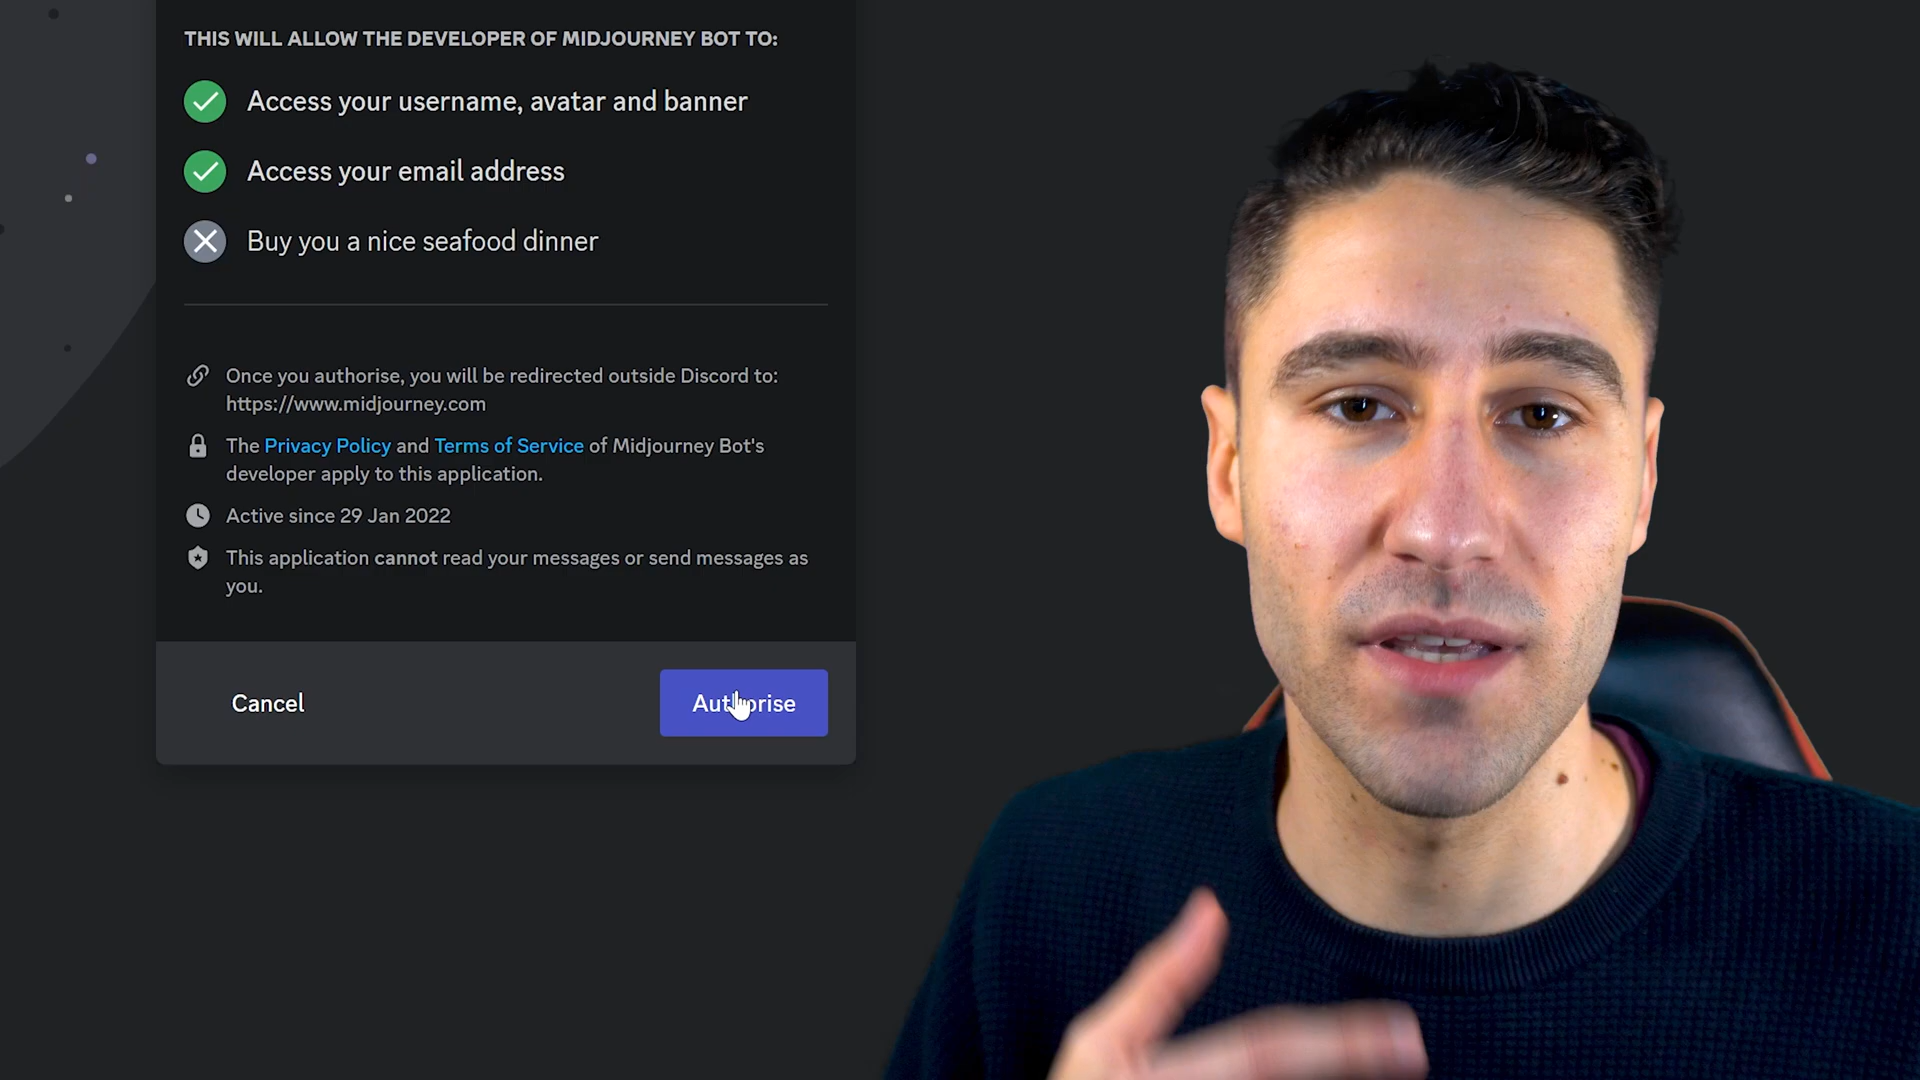 THIS WILL ALLOW THE DEVELOPER OF MIDJOURNEY BOT TO:
Access your username, avatar and banner
Access your email address
Buy you a nice seafood dinner
Once you authorise, you will be redirected outside Discord to:
https://www.midjourney.com
The Privacy Policy and Terms of Service of Midjourney Bot's
developer apply to this application.
Active since 29 Jan 2022
This application cannot read your messages or send messages as
you.
Cancel
Authorise